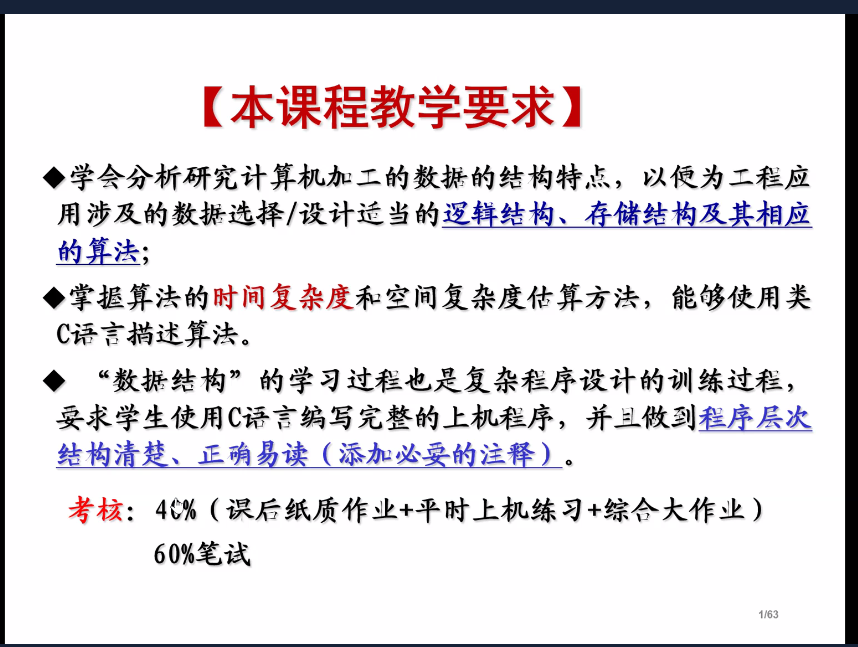 【本课程教学要求】
◆学会分析研究计算机加工的数据的结构特点，以便为工程应
用涉及的数据选择/设计适当的逻辑结构、存储结构及其相应
的算法；
◆掌握算法的时间复杂度和空间复杂度估算方法，能够使用类
C语言描述算法。
◆ “数据结构”的学习过程也是复杂程序设计的训练过程，
要求学生使用C语言编写完整的上机程序，并且做到程序层次
结构清楚、正确易读（添加必要的注释）。
考核：40%（课后纸质作业+平时上机练习+综合大作业）
60%笔试
1/63